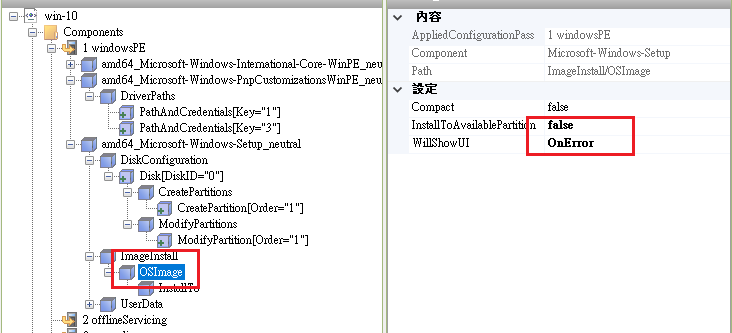 win-10
Components
1 windowsPE
amd64_Microsoft-Windows-International-Core-WinPE_neu
amd64_Microsoft-Windows-PnpCustomizationsWinPE_neut
DriverPaths
PathAndCredentials[Key="1"]
PathAndCredentials[Key="3"]
amd64_Microsoft-Windows-Setup_neutral
DiskConfiguration
Disk[DiskID="0"]
CreatePartitions
CreatePartition[Order="1"]
ModifyPartitions
ModifyPartition[Order="1"]
ImageInstall
OSImage
InstallTo
UserData
2 offlineServicing
內容
AppliedConfigurationPass 1 windowsPE
Component Microsoft-Windows-Setup
Path ImageInstall/OSImage
設定
Compact false
InstallToAvailablePartition false
WillShowUI OnError